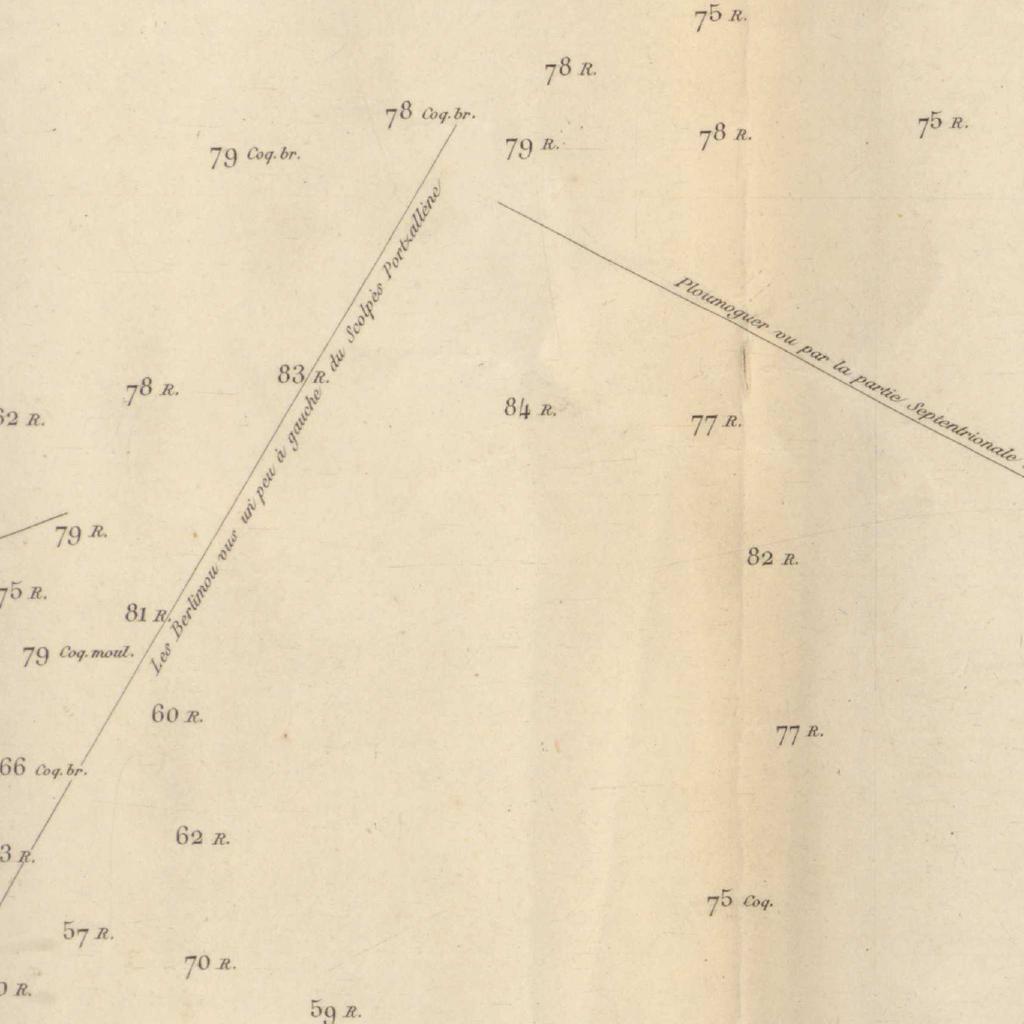 75 R.
78 R.
78 Coq. br.
75 R.
78 R.
79 R.
79 Coq. br.
Les Berlimou vus un peu à gauche du Scolpès Portzallène
Ploumoguer vu par la partie Septentrionale
83 R.
78 R.
84 R.
62 R.
77 R.
79 R.
82 R.
75 R.
81 R.
79 Coq. moul.
60 R.
77 R.
66 Coq. br.
62 R.
3 R.
75 Coq.
57 R.
70 R.
0 R.
59 R.